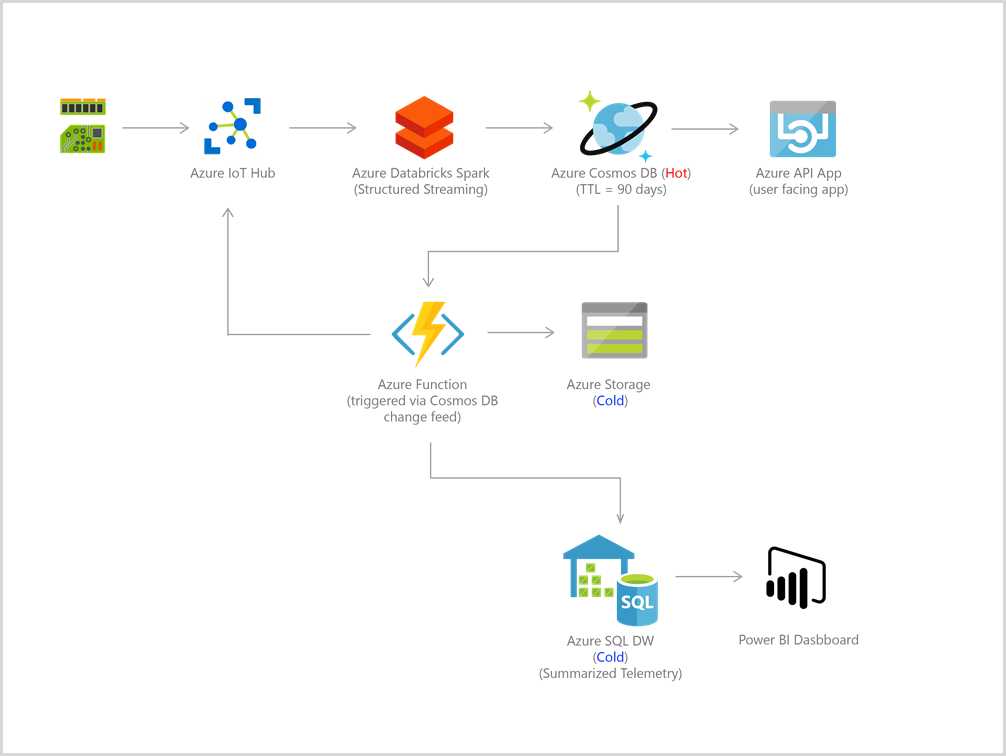 Azure IoT Hub
Azure Databricks Spark
(Structured Streaming)
Azure Cosmos DB (Hot)
(TTL = 90 days)
Azure API App
(user facing app)
Azure Function
(triggered via Cosmos DB
change feed)
Azure Storage
(Cold)
SQL
Azure SQL DW
(Cold)
(Summarized Telemetry)
Power BI Dasbboard